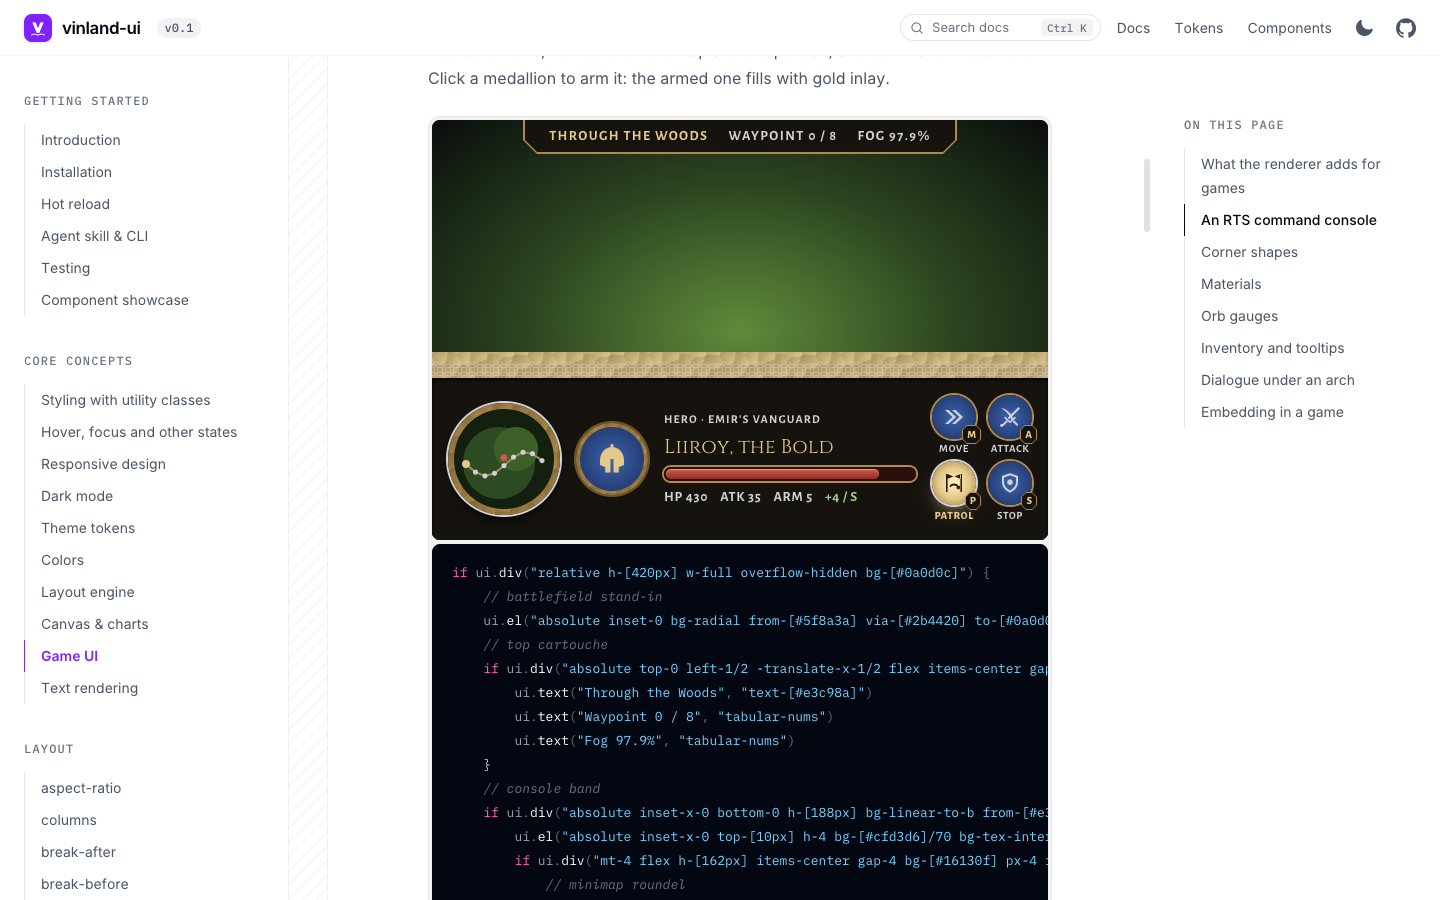 vinland-ui v0.1
Search docs Ctrl K Docs Tokens Components
GETTING STARTED
Introduction
Installation
Hot reload
Agent skill & CLI
Testing
Component showcase
CORE CONCEPTS
Styling with utility classes
Hover, focus and other states
Responsive design
Dark mode
Theme tokens
Colors
Layout engine
Canvas & charts
Game UI
Text rendering
LAYOUT
aspect-ratio
columns
break-after
break-before
Click a medallion to arm it: the armed one fills with gold inlay.
THROUGH THE WOODS WAYPOINT 0 / 8 FOG 97.9%
HERO · EMIR'S VANGUARD
LIIROY, THE BOLD
HP 430 ATK 35 ARM 5 +4 / S
M
MOVE
A
ATTACK
P
PATROL
S
STOP
if ui.div("relative h-[420px] w-full overflow-hidden bg-[#0a0d0c]") {
// battlefield stand-in
ui.el("absolute inset-0 bg-radial from-[#5f8a3a] via-[#2b4420] to-[#0a0d0
// top cartouche
if ui.div("absolute top-0 left-1/2 -translate-x-1/2 flex items-center gap
ui.text("Through the Woods", "text-[#e3c98a]")
ui.text("Waypoint 0 / 8", "tabular-nums")
ui.text("Fog 97.9%", "tabular-nums")
}
// console band
if ui.div("absolute inset-x-0 bottom-0 h-[188px] bg-linear-to-b from-[#e3
ui.el("absolute inset-x-0 top-[10px] h-4 bg-[#cfd3d6]/70 bg-tex-inter
if ui.div("mt-4 flex h-[162px] items-center gap-4 bg-[#16130f] px-4
// minimap roundel
ON THIS PAGE
What the renderer adds for
games
An RTS command console
Corner shapes
Materials
Orb gauges
Inventory and tooltips
Dialogue under an arch
Embedding in a game